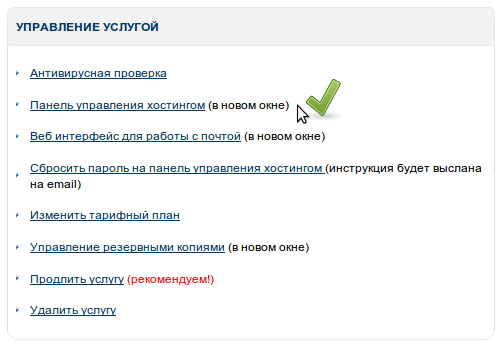 УПРАВЛЕНИЕ УСЛУГОЙ
Антивирусная проверка
Панель управления хостингом (в новом окне)
Веб интерфейс для работы с почтой (в новом окне)
Сбросить пароль на панель управления хостингом (инструкция будет выслана
на email)
Изменить тарифный план
Управление резервными копиями (в новом окне)
Продлить услугу (рекомендуем!)
Удалить услугу